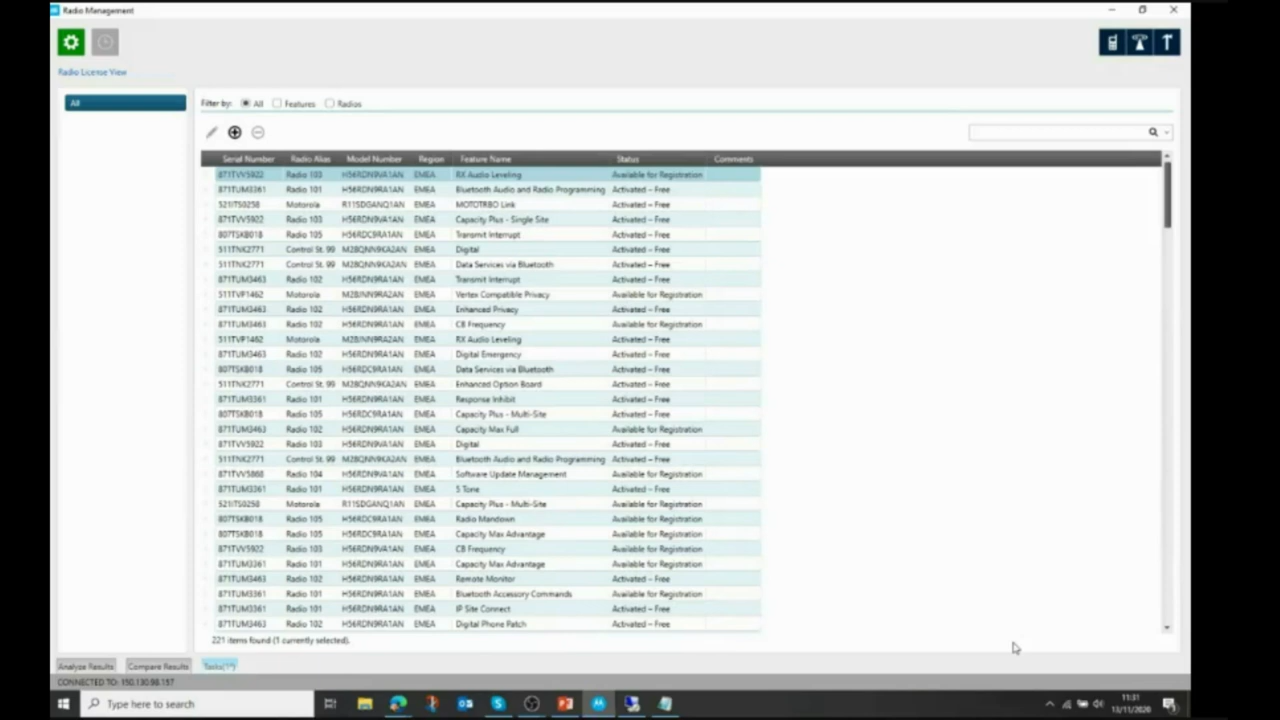 Radio Management
Radio License View
All
Filter by: All Features Radios
Serial Number Radio Alias Model Number Region Feature Name Status Comments
871TVV5922 Radio 103 H56RDN9VA1AN EMEA RX Audio Leveling Available for Registration
871TUM3361 Radio 101 H56RDN9RA1AN EMEA Bluetooth Audio and Radio Programming Activated – Free
521ITS0258 Motorola R11SDGANQ1AN EMEA MOTOTRBO Link Activated – Free
871TVV5922 Radio 103 H56RDN9VA1AN EMEA Capacity Plus - Single Site Activated – Free
807TSKB018 Radio 105 H56RDC9RA1AN EMEA Transmit Interrupt Activated – Free
511TNK2771 Control St. 99 M28QNN9KA2AN EMEA Digital Activated – Free
511TNK2771 Control St. 99 M28QNN9KA2AN EMEA Data Services via Bluetooth Activated – Free
871TUM3463 Radio 102 H56RDN9RA1AN EMEA Transmit Interrupt Activated – Free
511TVP1462 Motorola M28JNN9RA2AN EMEA Vertex Compatible Privacy Available for Registration
871TUM3463 Radio 102 H56RDN9RA1AN EMEA Enhanced Privacy Activated – Free
871TUM3463 Radio 102 H56RDN9RA1AN EMEA CB Frequency Available for Registration
511TVP1462 Motorola M28JNN9RA2AN EMEA RX Audio Leveling Activated – Free
871TUM3463 Radio 102 H56RDN9RA1AN EMEA Digital Emergency Activated – Free
807TSKB018 Radio 105 H56RDC9RA1AN EMEA Data Services via Bluetooth Activated – Free
511TNK2771 Control St. 99 M28QNN9KA2AN EMEA Enhanced Option Board Activated – Free
871TUM3361 Radio 101 H56RDN9RA1AN EMEA Response Inhibit Activated – Free
807TSKB018 Radio 105 H56RDC9RA1AN EMEA Capacity Plus - Multi-Site Activated – Free
871TUM3463 Radio 102 H56RDN9RA1AN EMEA Capacity Max Full Available for Registration
871TVV5922 Radio 103 H56RDN9VA1AN EMEA Digital Activated – Free
511TNK2771 Control St. 99 M28QNN9KA2AN EMEA Bluetooth Audio and Radio Programming Activated – Free
871TVV5868 Radio 104 H56RDN9RA1AN EMEA Software Update Management Available for Registration
871TUM3361 Radio 101 H56RDN9RA1AN EMEA 5 Tone Activated – Free
521ITS0258 Motorola R11SDGANQ1AN EMEA Capacity Plus - Multi-Site Available for Registration
807TSKB018 Radio 105 H56RDC9RA1AN EMEA Radio Mandown Available for Registration
807TSKB018 Radio 105 H56RDC9RA1AN EMEA Capacity Max Advantage Available for Registration
871TVV5922 Radio 103 H56RDN9VA1AN EMEA CB Frequency Available for Registration
871TUM3361 Radio 101 H56RDN9RA1AN EMEA Capacity Max Advantage Available for Registration
871TUM3463 Radio 102 H56RDN9RA1AN EMEA Remote Monitor Activated – Free
871TUM3361 Radio 101 H56RDN9RA1AN EMEA Bluetooth Accessory Commands Available for Registration
871TUM3361 Radio 101 H56RDN9RA1AN EMEA IP Site Connect Activated – Free
871TUM3463 Radio 102 H56RDN9RA1AN EMEA Digital Phone Patch Activated – Free
221 items found (1 currently selected).
Analyze Results Compare Results
CONNECTED TO: 150.130.98.157
Type here to search
11:31
13/11/2020